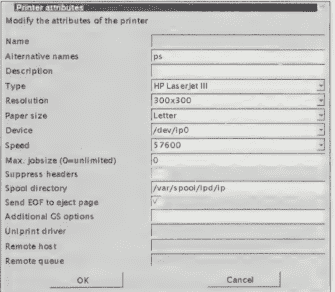 Printer attributes
Modify the attributes of the printer
Name
Alternative names ps
Description
Type HP LaserJet III
Resolution 300x300
Paper size Letter
Device /dev/lp0
Speed 57600
Max. jobsize (0=unlimited) 0
Suppress headers
Spool directory /var/spool/lpd/lp
Send EOF to eject page
Additional GS options
Uniprint driver
Remote host
Remote queue
OK Cancel